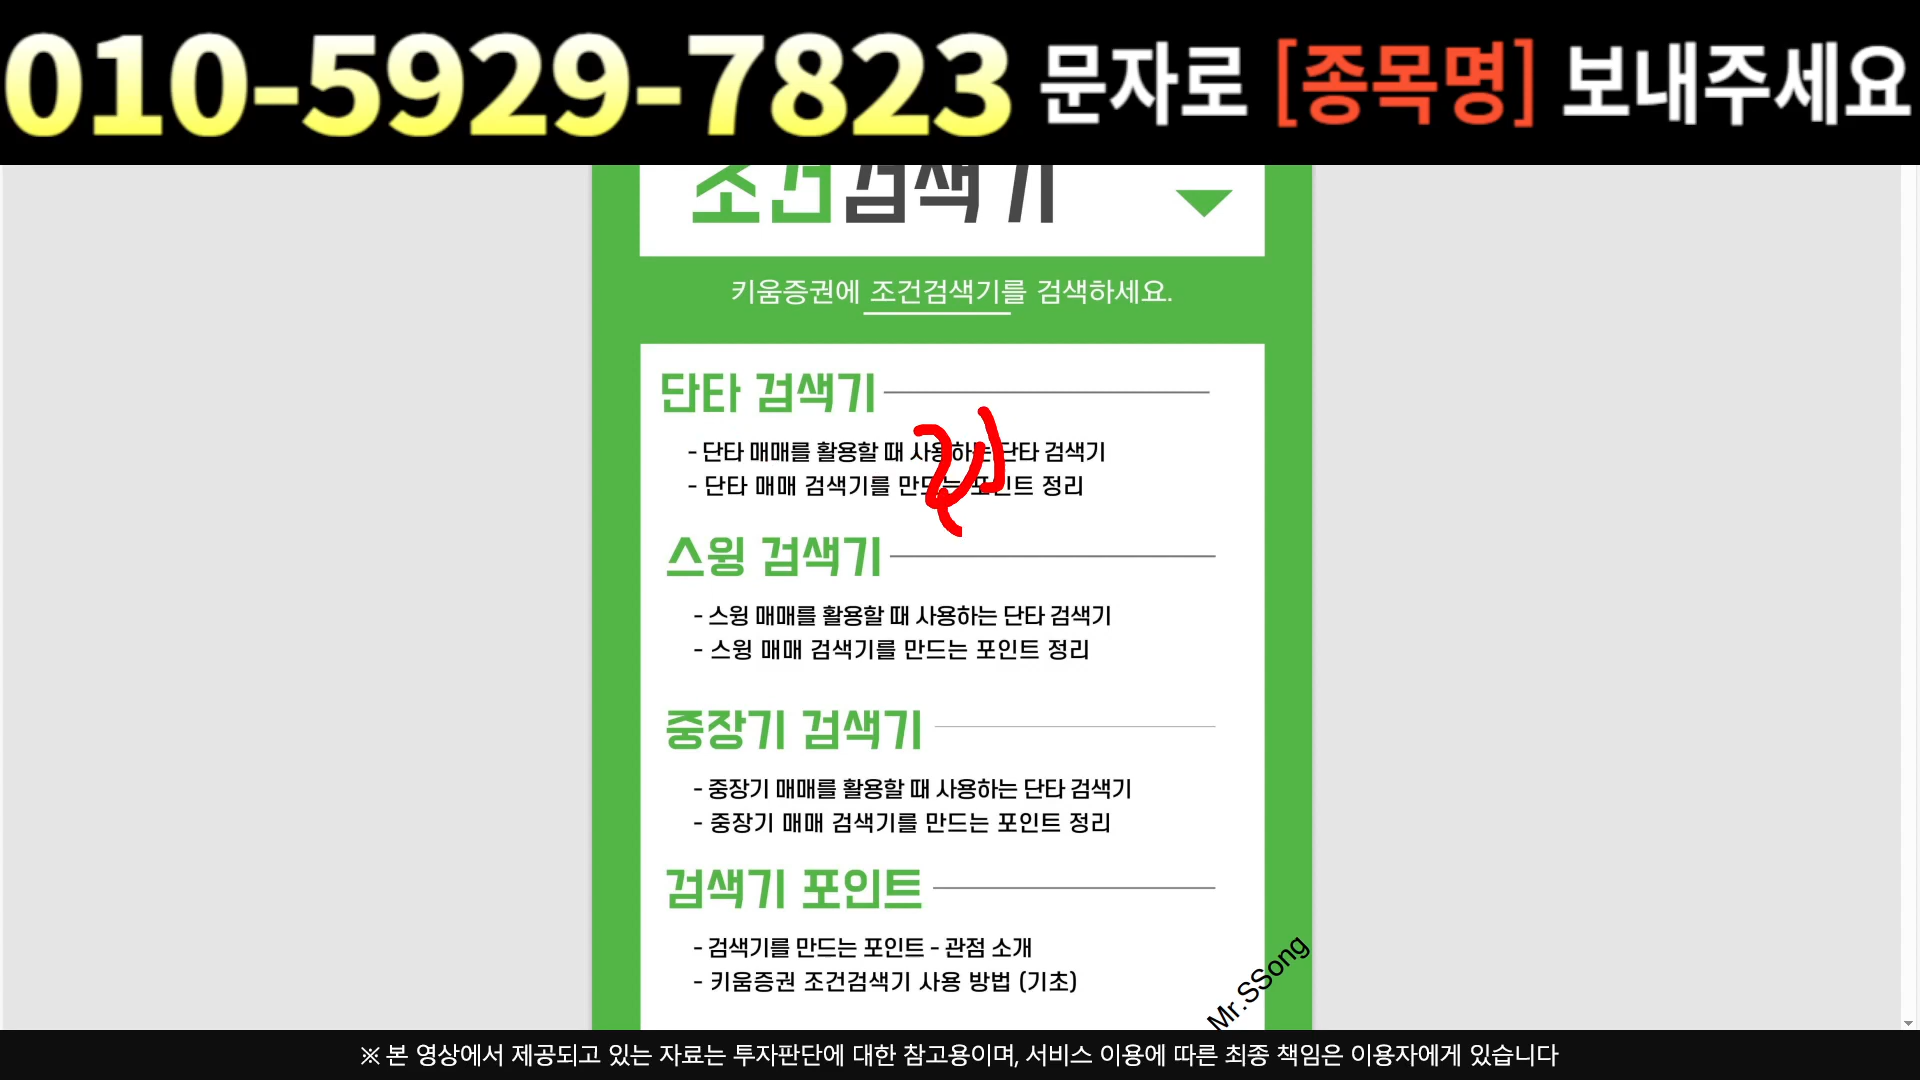 010-5929-7823 문자로 [종목명] 보내주세요
조건검색기
키움증권에 조건검색기를 검색하세요.
단타 검색기
- 단타 매매를 활용할 때 사용하는 단타 검색기
- 단타 매매 검색기를 만드는 포인트 정리
스윙 검색기
- 스윙 매매를 활용할 때 사용하는 단타 검색기
- 스윙 매매 검색기를 만드는 포인트 정리
중장기 검색기
- 중장기 매매를 활용할 때 사용하는 단타 검색기
- 중장기 매매 검색기를 만드는 포인트 정리
검색기 포인트
- 검색기를 만드는 포인트 - 관점 소개
- 키움증권 조건검색기 사용 방법 (기초)
Mr.SSong
※ 본 영상에서 제공되고 있는 자료는 투자판단에 대한 참고용이며, 서비스 이용에 따른 최종 책임은 이용자에게 있습니다